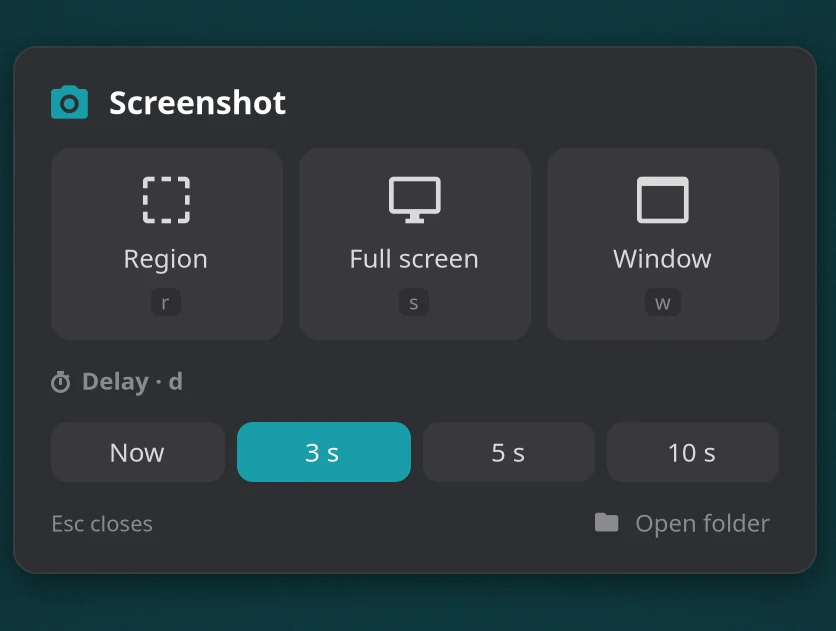 Screenshot
Region
Full screen
Window
r
s
w
Delay · d
Now
3 s
5 s
10 s
Esc closes
Open folder